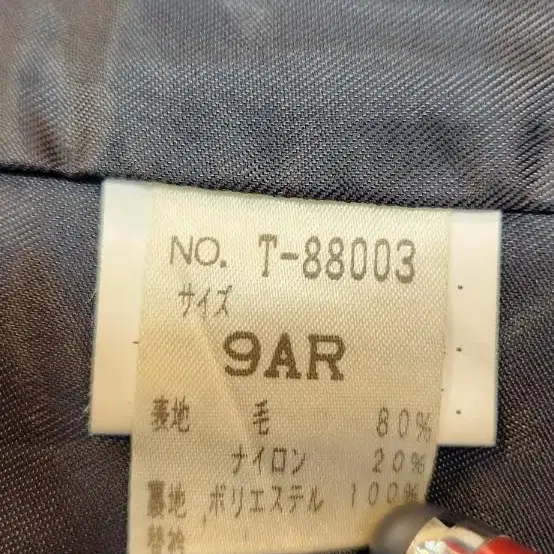 NO. T-88003
サイズ
9AR
表地 毛 80%
ナイロン 20%
裏地 ポリエステル 100%